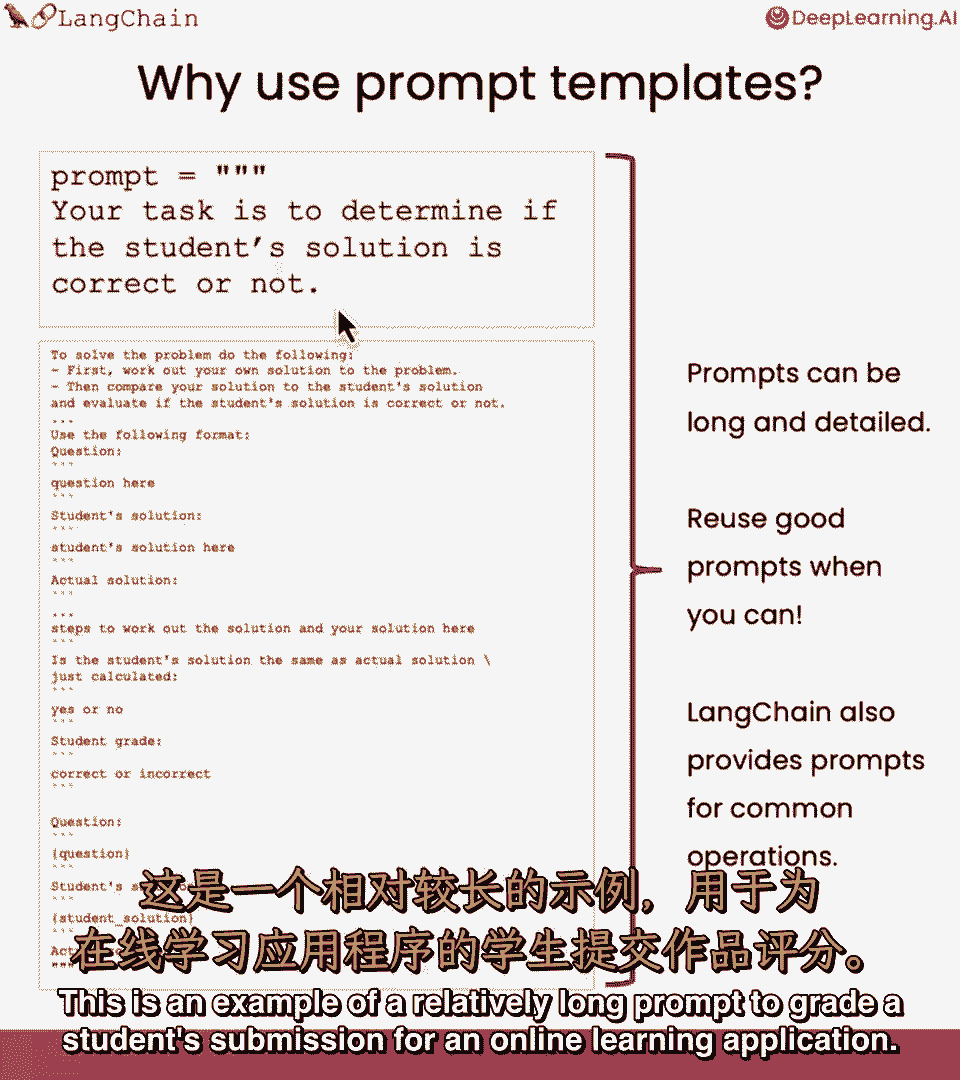 LangChain
DeepLearning.AI
Why use prompt templates?
prompt = """
Your task is to determine if
the student's solution is
correct or not.
To solve the problem do the following:
- First, work out your own solution to the problem.
- Then compare your solution to the student's solution
and evaluate if the student's solution is correct or not.
...
Use the following format:
Question:
```
question here
```
Student's solution:
```
student's solution here
```
Actual solution:
```
...
steps to work out the solution and your solution here
```
Is the student's solution the same as actual solution \
just calculated:
```
yes or no
```
Student grade:
```
correct or incorrect
```
Question:
```
{question}
```
Student's
```
{student_solution}
```
"""
Prompts can be
long and detailed.
Reuse good
prompts when
you can!
LangChain also
provides prompts
for common
operations.
这是一个相对较长的示例，用于为
在线学习应用程序的学生提交作品评分。
This is an example of a relatively long prompt to grade a
student's submission for an online learning application.